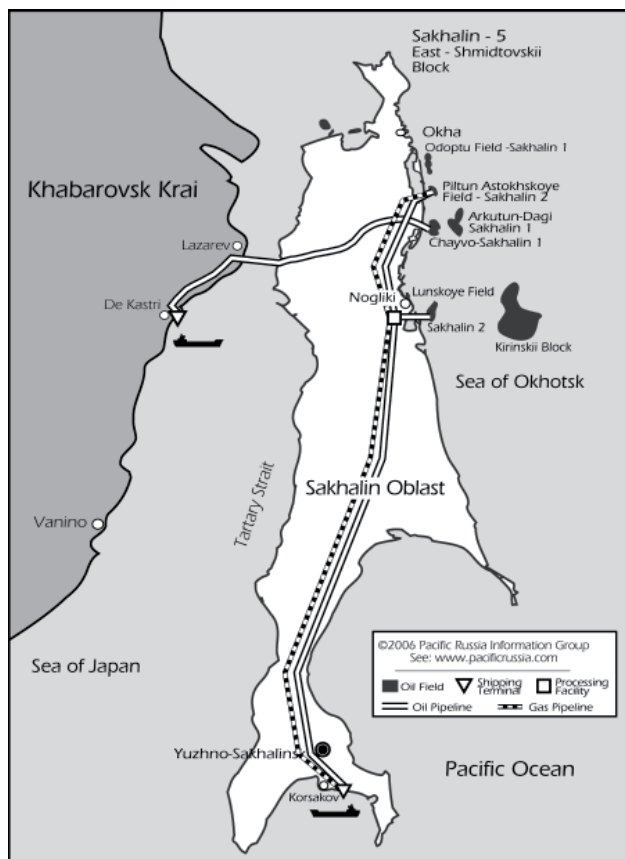 Sakhalin - 5
East - Shmidtovskii
Block
Okha
Odoptu Field -Sakhalin 1
Khabarovsk Krai
Piltun Astokhskoye
Field - Sakhalin 2
Arkutun-Dagi
Sakhalin 1
Chayvo-Sakhalin 1
Lazarev
Nogliki
Lunskoye Field
De Kastri
Sakhalin 2
Kirinskii Block
Sea of Okhotsk
Sakhalin Oblast
Tartary Strait
Vanino
©2006 Pacific Russia Information Group
See: www.pacificrussia.com
Oil Field
Shipping
Terminal
Processing
Facility
Oil Pipeline
Gas Pipeline
Sea of Japan
Yuzhno-Sakhalinsk
Pacific Ocean
Korsakov